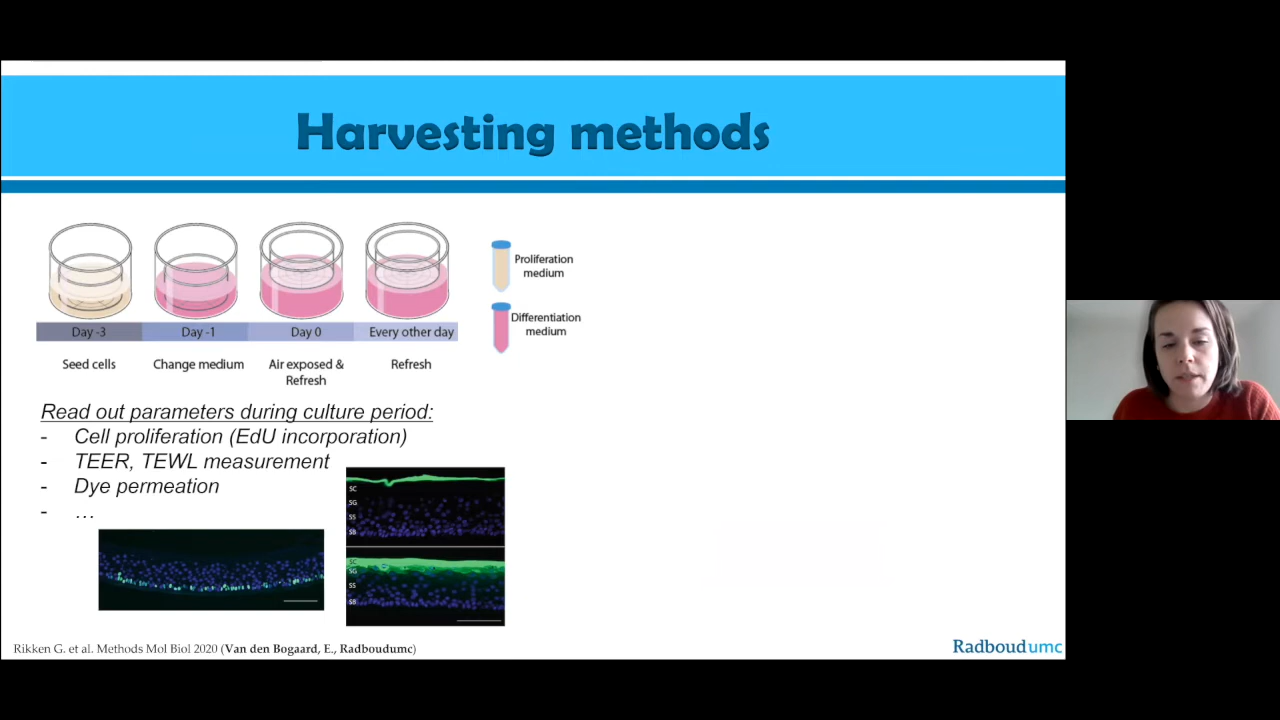 Harvesting methods
Proliferation
medium
Differentiation
medium
Day -3
Day -1
Day 0
Every other day
Seed cells
Change medium
Air exposed &
Refresh
Refresh
Read out parameters during culture period:
- Cell proliferation (EdU incorporation)
- TEER, TEWL measurement
- Dye permeation
- …
SC
SG
SS
SB
SC
SG
SS
SB
Rikken G. et al. Methods Mol Biol 2020 (Van den Bogaard, E., Radboudumc)
Radboudumc